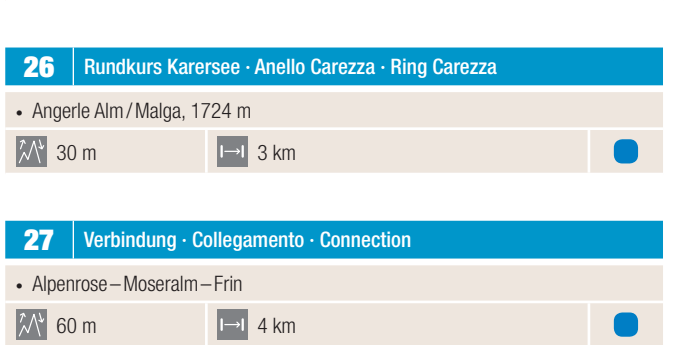 26 Rundkurs Karersee · Anello Carezza · Ring Carezza
• Angerle Alm/Malga, 1724 m
30 m 3 km
27 Verbindung · Collegamento · Connection
• Alpenrose–Moseralm–Frin
60 m 4 km